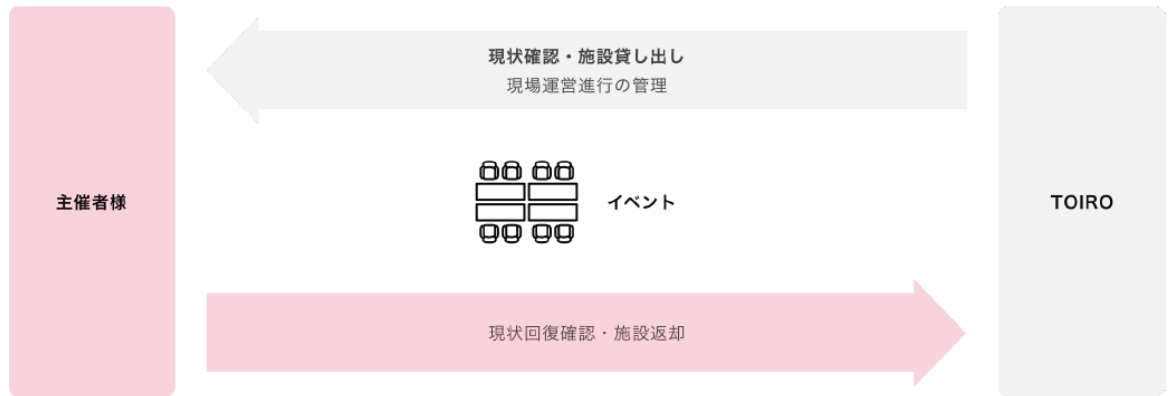 現状確認・施設貸し出し
現場運営進行の管理
主催者様
イベント
TOIRO
現状回復確認・施設返却